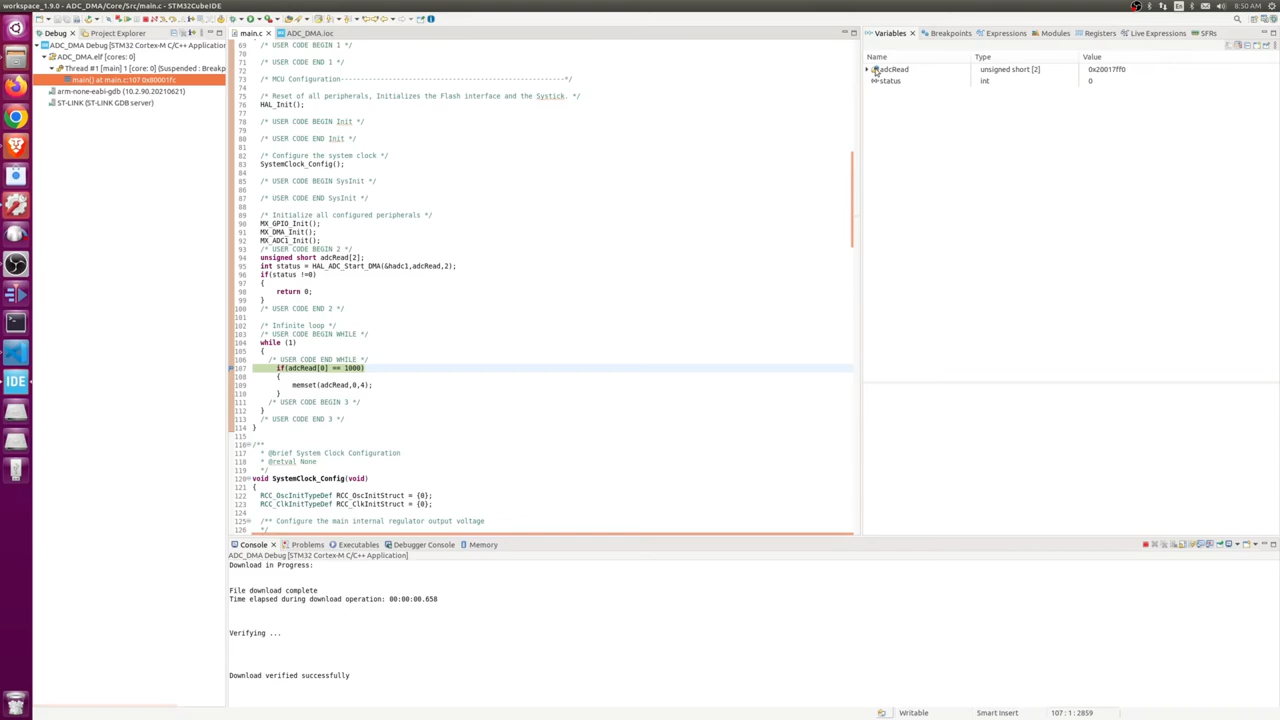 workspace_1.9.0 - ADC_DMA/Core/Src/main.c - STM32CubeIDE
En
8:50 AM
Debug
Project Explorer
ADC_DMA Debug [STM32 Cortex-M C/C++ Application]
ADC_DMA.elf [cores: 0]
Thread #1 [main] 1 [core: 0] (Suspended : Breakp
main() at main.c:107 0x80001fc
arm-none-eabi-gdb (10.2.90.20210621)
ST-LINK (ST-LINK GDB server)
IDE
main.c
ADC_DMA.ioc
69 /* USER CODE BEGIN 1 */
70
71 /* USER CODE END 1 */
72
73 /* MCU Configuration--------------------------------------------------------*/
74
75 /* Reset of all peripherals, Initializes the Flash interface and the Systick. */
76 HAL_Init();
77
78 /* USER CODE BEGIN Init */
79
80 /* USER CODE END Init */
81
82 /* Configure the system clock */
83 SystemClock_Config();
84
85 /* USER CODE BEGIN SysInit */
86
87 /* USER CODE END SysInit */
88
89 /* Initialize all configured peripherals */
90 MX_GPIO_Init();
91 MX_DMA_Init();
92 MX_ADC1_Init();
93 /* USER CODE BEGIN 2 */
94 unsigned short adcRead[2];
95 int status = HAL_ADC_Start_DMA(&hadc1,adcRead,2);
96 if(status !=0)
97 {
98 return 0;
99 }
100 /* USER CODE END 2 */
101
102 /* Infinite loop */
103 /* USER CODE BEGIN WHILE */
104 while (1)
105 {
106 /* USER CODE END WHILE */
107 if(adcRead[0] == 1000)
108 {
109 memset(adcRead,0,4);
110 }
111 /* USER CODE BEGIN 3 */
112 }
113 /* USER CODE END 3 */
114 }
115
116 /**
117 * @brief System Clock Configuration
118 * @retval None
119 */
120 void SystemClock_Config(void)
121 {
122 RCC_OscInitTypeDef RCC_OscInitStruct = {0};
123 RCC_ClkInitTypeDef RCC_ClkInitStruct = {0};
124
125 /** Configure the main internal regulator output voltage
126 */
Variables
Breakpoints
Expressions
Modules
Registers
Live Expressions
SFRs
Name Type Value
adcRead unsigned short [2] 0x20017ff0
status int 0
Console
Problems
Executables
Debugger Console
Memory
ADC_DMA Debug [STM32 Cortex-M C/C++ Application]
Download in Progress:
File download complete
Time elapsed during download operation: 00:00:00.658
Verifying ...
Download verified successfully
Writable
Smart Insert
107 : 1 : 2859